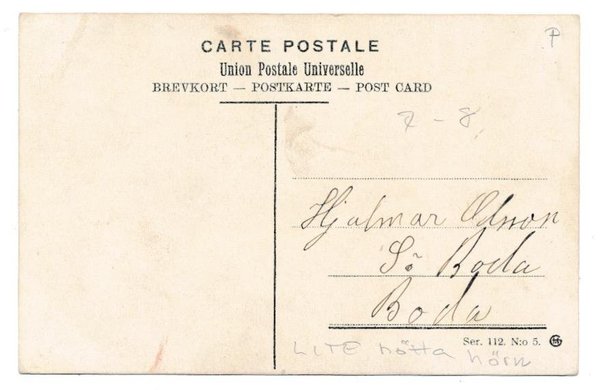 P
CARTE POSTALE
Union Postale Universelle
BREVKORT — POSTKARTE — POST CARD
7 - 8
Hjalmar
Sö Boda
Boda
Ser. 112. N:o 5.
LITE nötta hörn